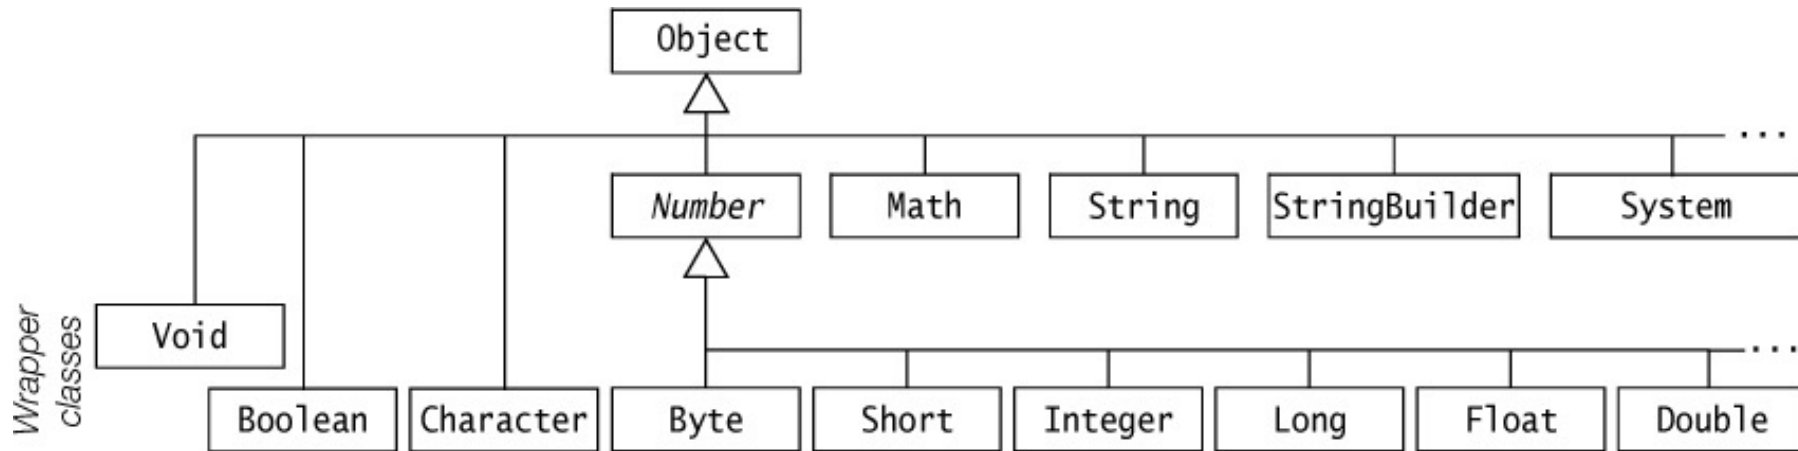 Object
...
Number
Math
String
StringBuilder
System
Wrapper
classes
Void
...
Boolean
Character
Byte
Short
Integer
Long
Float
Double